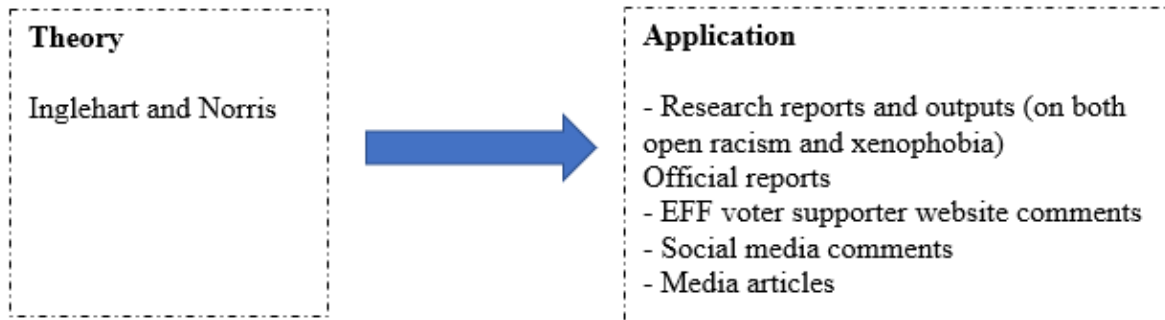 Theory
Inglehart and Norris
Application
- Research reports and outputs (on both
open racism and xenophobia)
Official reports
- EFF voter supporter website comments
- Social media comments
- Media articles